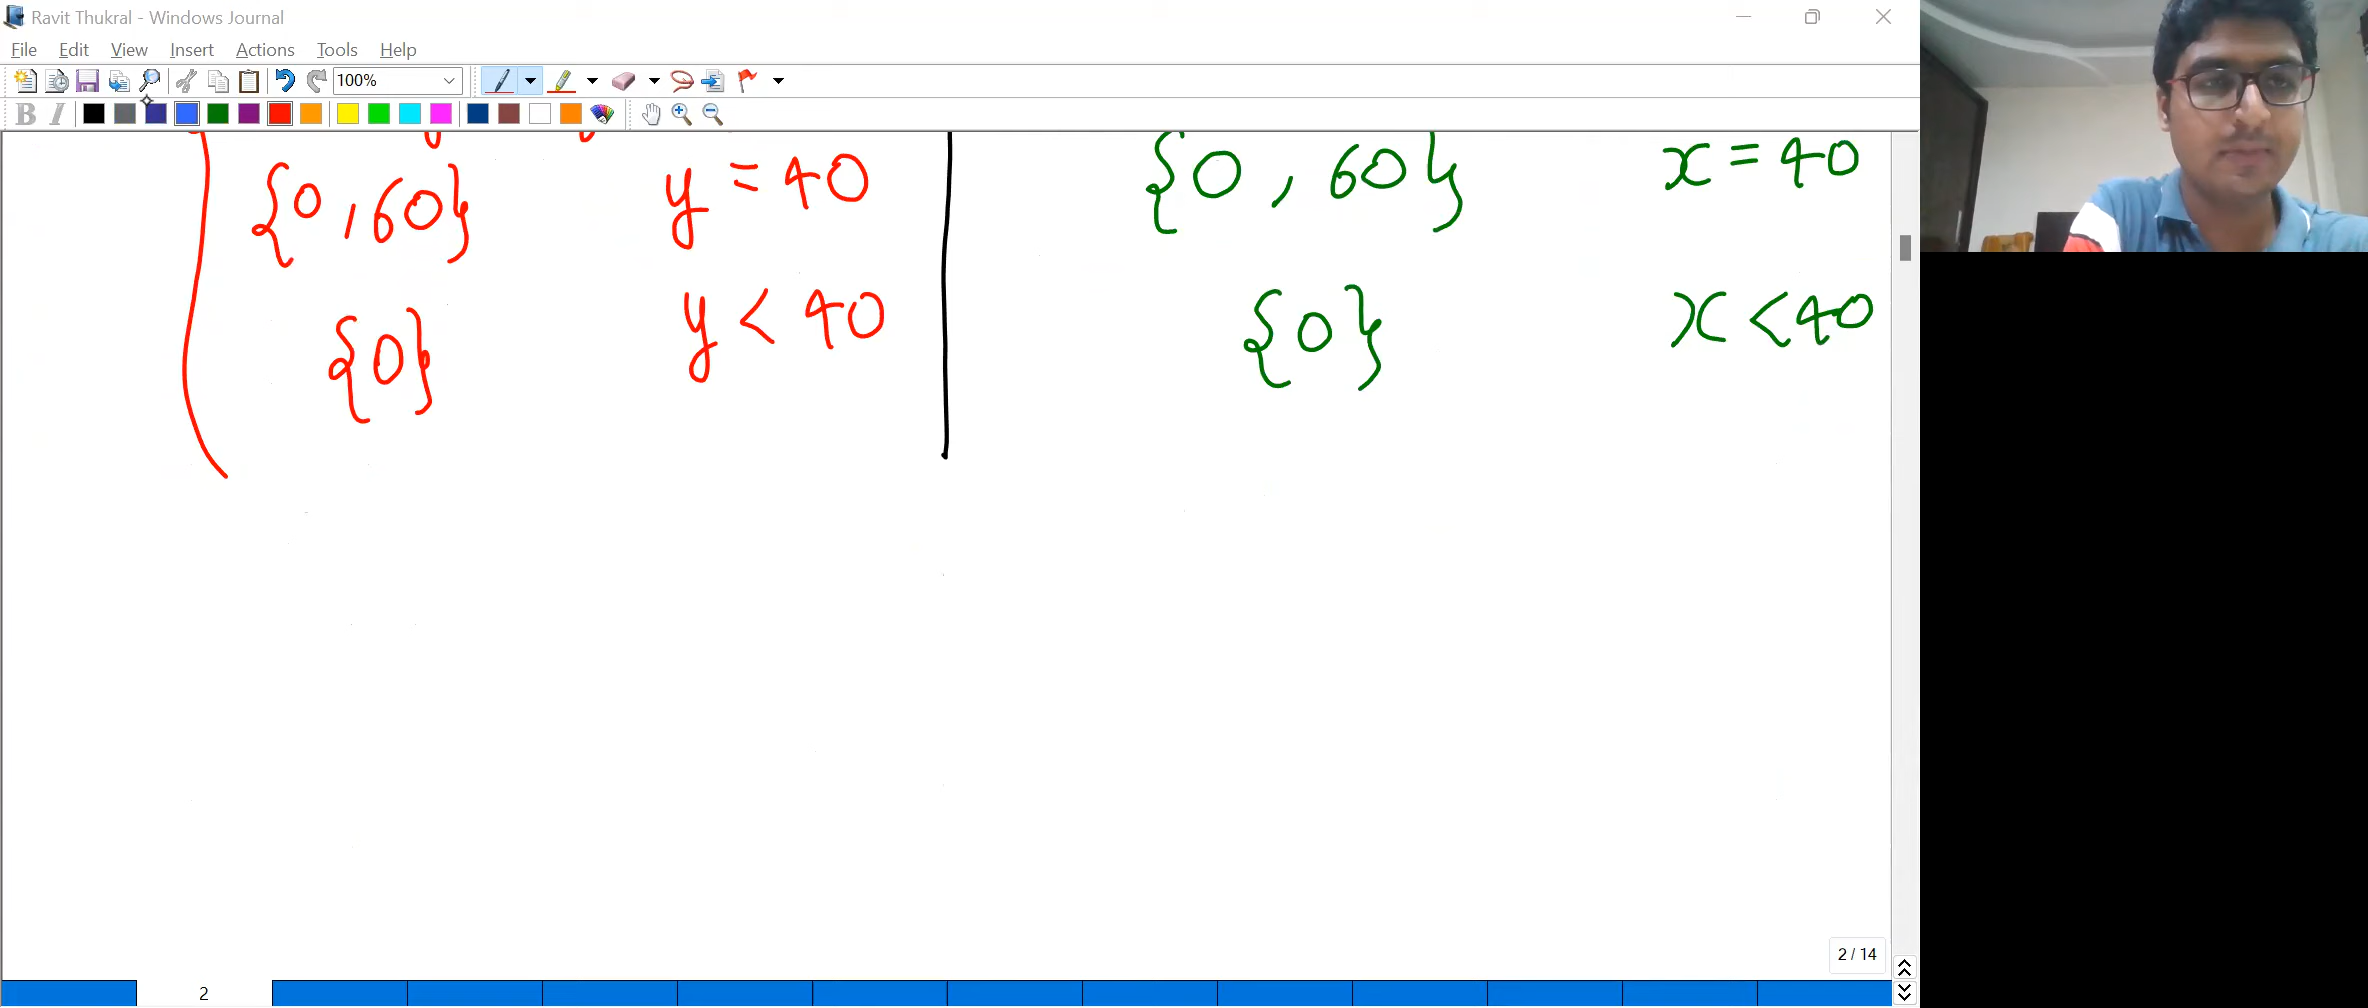 Ravit Thukral - Windows Journal
File Edit View Insert Actions Tools Help
100%
B I
{0, 60} y = 40
{0} y < 40
{0, 60} x = 40
{0} x < 40
2 / 14
2